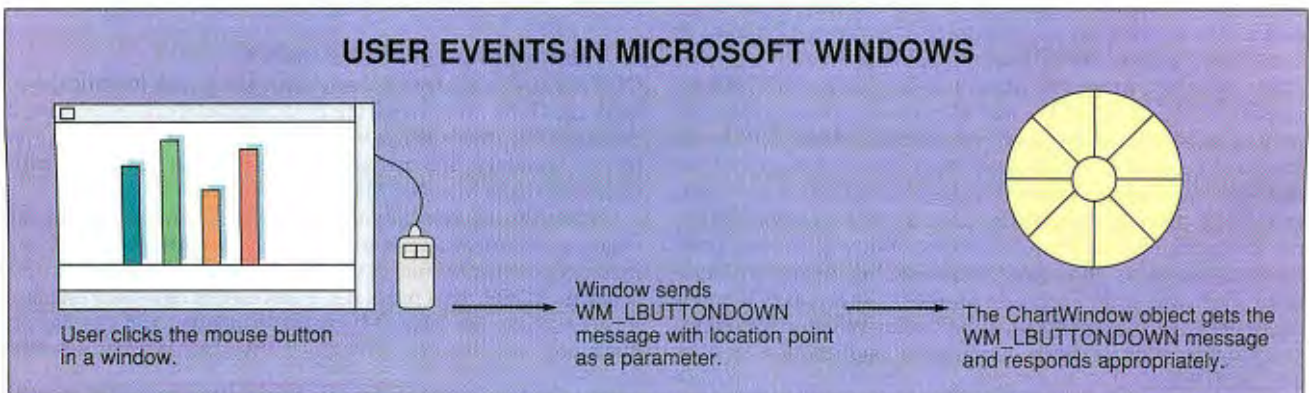 USER EVENTS IN MICROSOFT WINDOWS
User clicks the mouse button
in a window.
Window sends
WM_LBUTTONDOWN
message with location point
as a parameter.
The ChartWindow object gets the
WM_LBUTTONDOWN message
and responds appropriately.